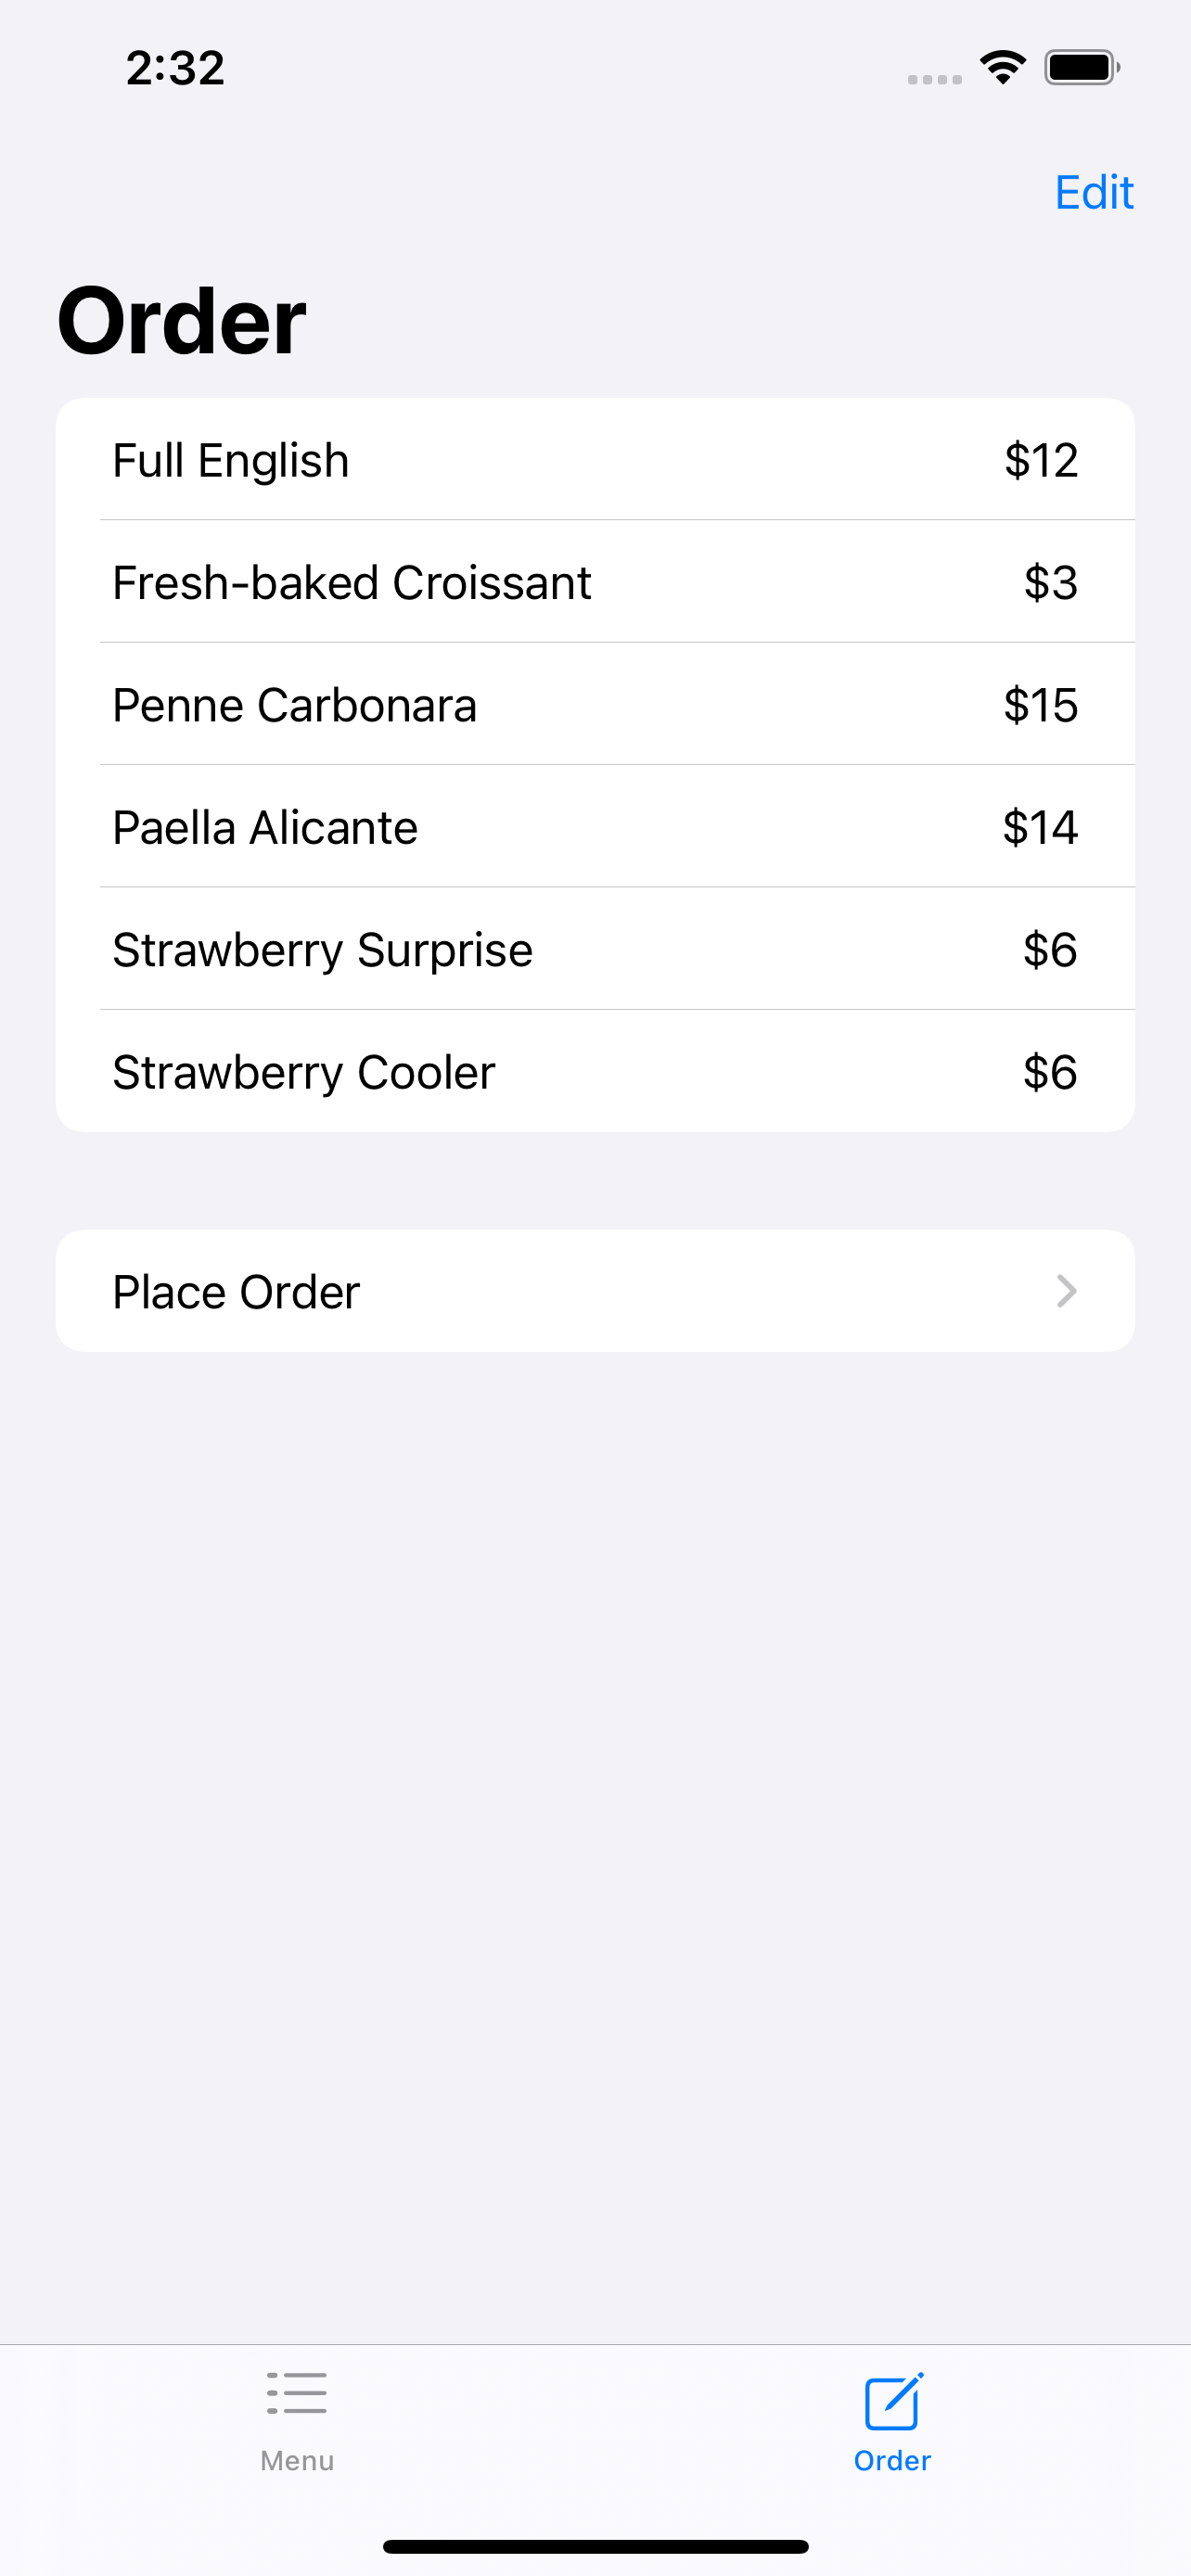 2:32
Edit
Order
Full English $12
Fresh-baked Croissant $3
Penne Carbonara $15
Paella Alicante $14
Strawberry Surprise $6
Strawberry Cooler $6
Place Order
Menu Order